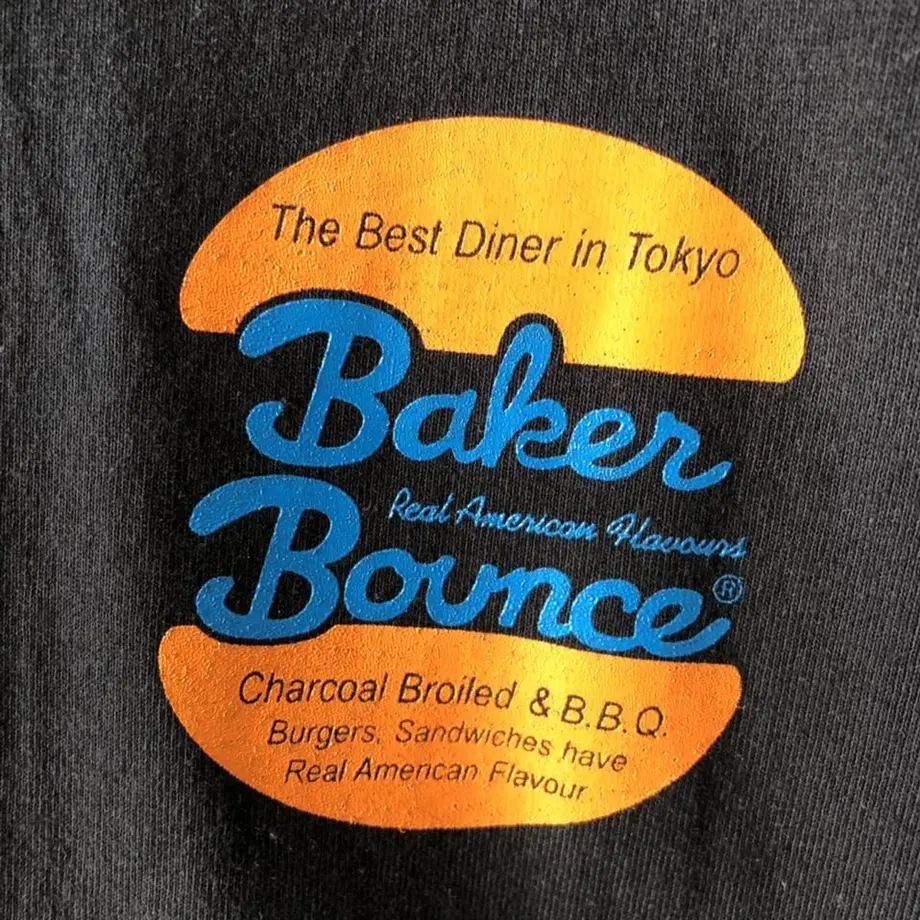 The Best Diner in Tokyo
Baker
Real American Flavours
Bounce®
Charcoal Broiled & B.B.Q.
Burgers, Sandwiches have
Real American Flavour